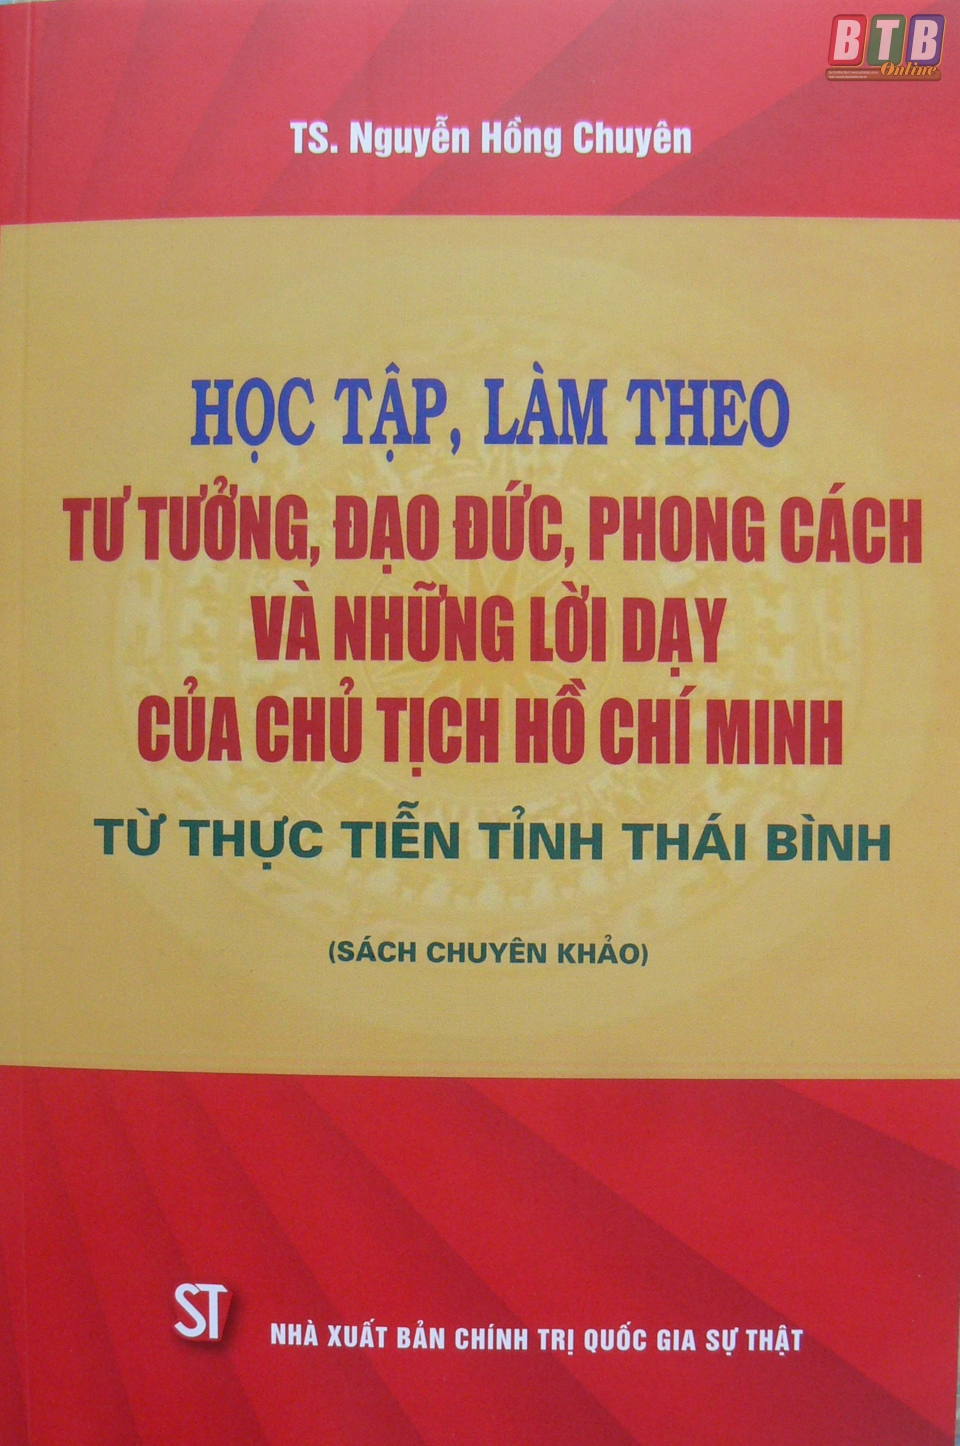 BTB
Online
TS. Nguyễn Hồng Chuyên
HỌC TẬP, LÀM THEO
TƯ TƯỞNG, ĐẠO ĐỨC, PHONG CÁCH
VÀ NHỮNG LỜI DẠY
CỦA CHỦ TỊCH HỒ CHÍ MINH
TỪ THỰC TIỄN TỈNH THÁI BÌNH
(SÁCH CHUYÊN KHẢO)
ST
NHÀ XUẤT BẢN CHÍNH TRỊ QUỐC GIA SỰ THẬT